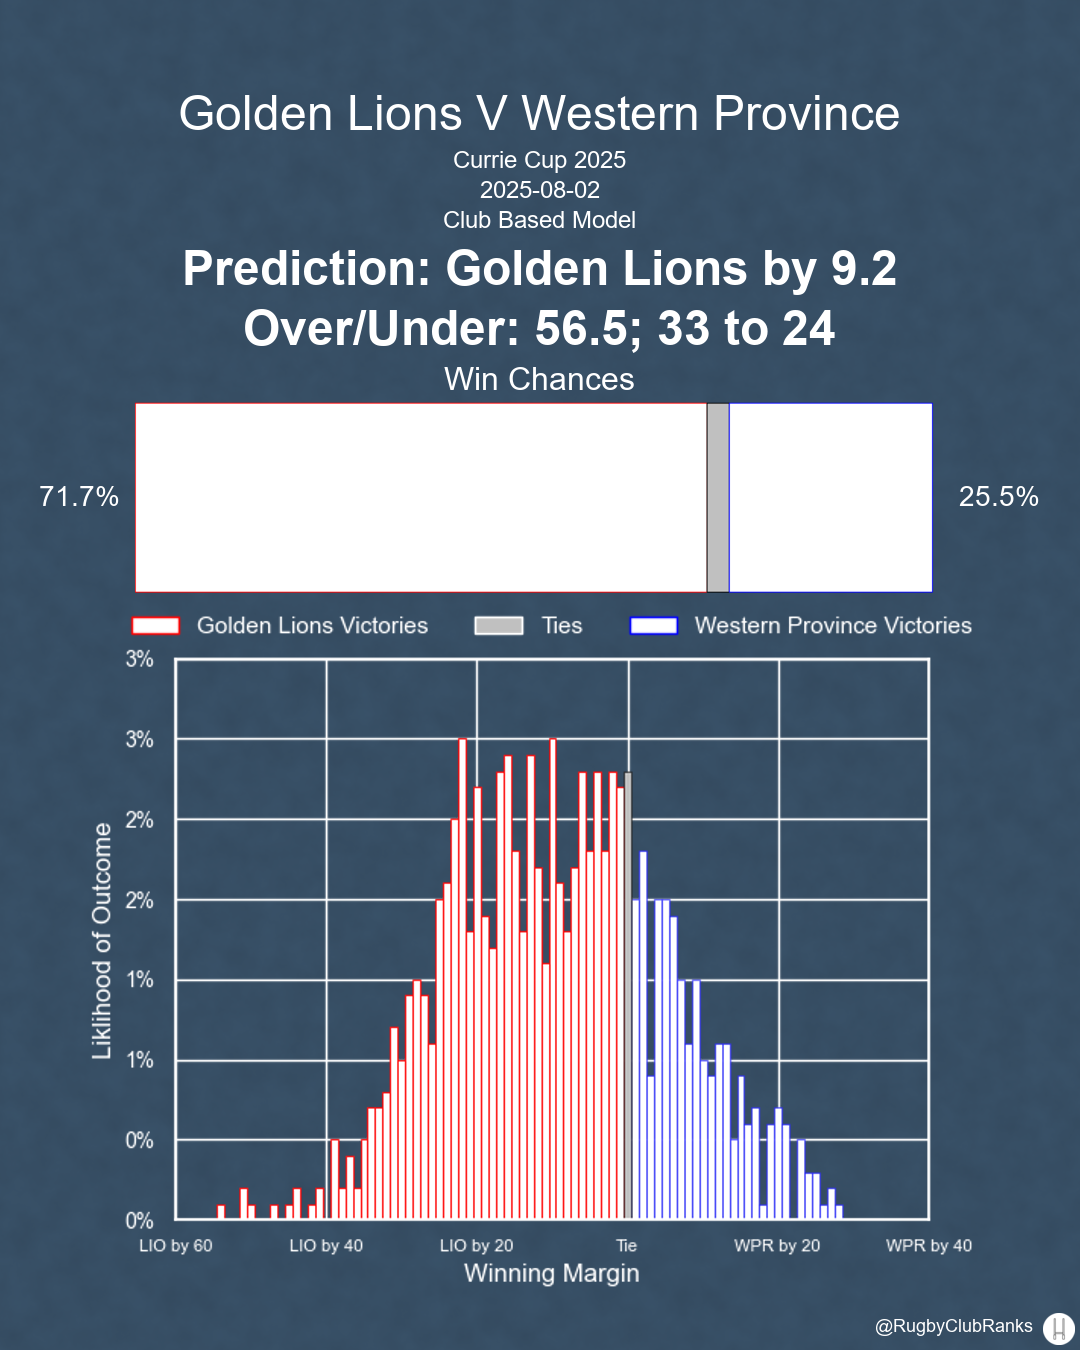 Golden Lions V Western Province
Currie Cup 2025
2025-08-02
Club Based Model
Prediction: Golden Lions by 9.2
Over/Under: 56.5; 33 to 24
Win Chances
71.7%
25.5%
Golden Lions Victories
Ties
Western Province Victories
3%
3%
2%
2%
1%
1%
0%
0%
Liklihood of Outcome
LIO by 60
LIO by 40
LIO by 20
Tie
WPR by 20
WPR by 40
Winning Margin
@RugbyClubRanks